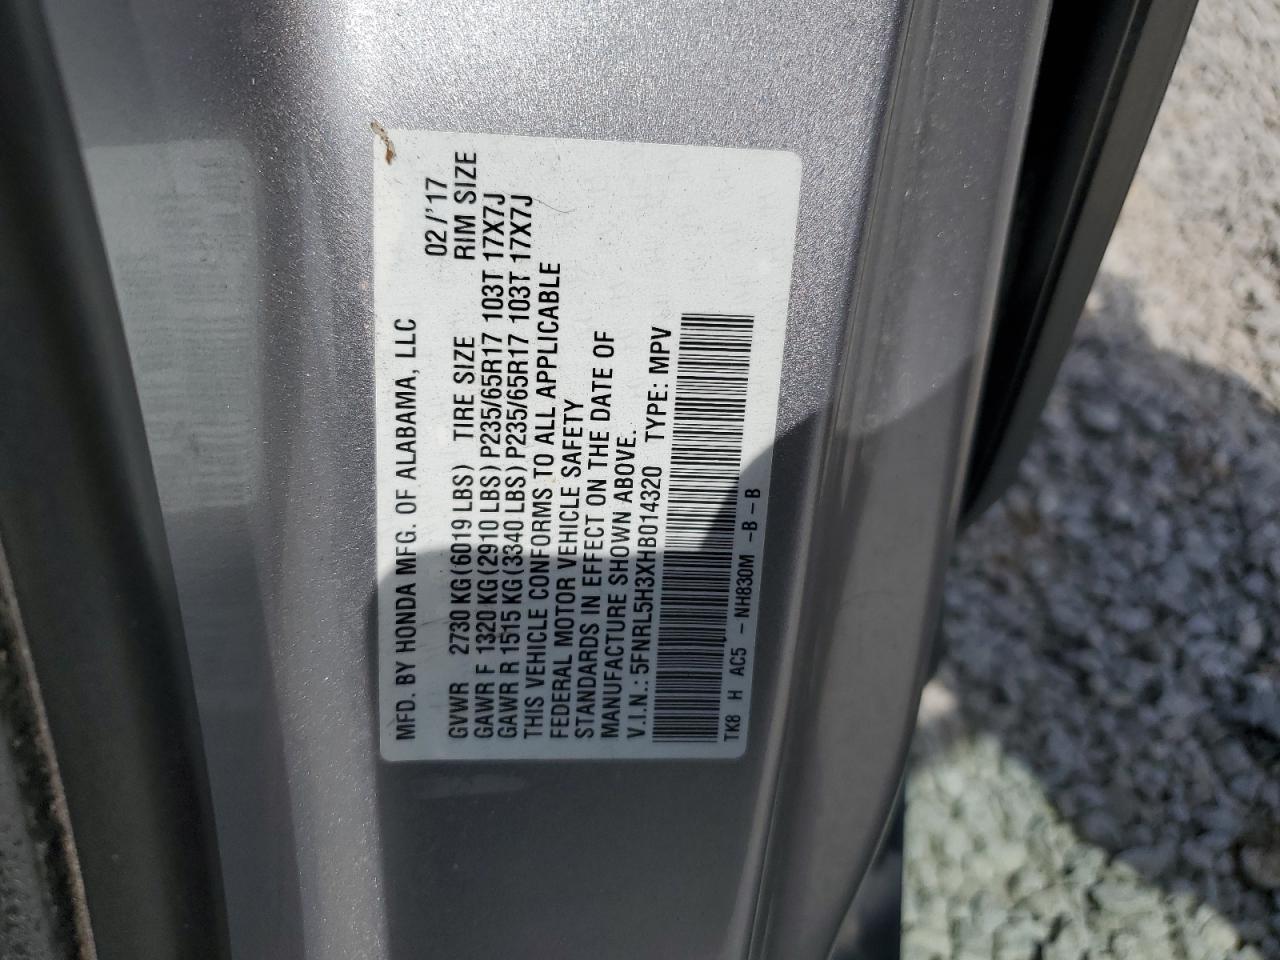 MFD. BY HONDA MFG. OF ALABAMA, LLC
02 /'17
GVWR 2730 KG(6019 LBS) TIRE SIZE RIM SIZE
GAWR F 1320 KG(2910 LBS) P235/65R17 103T 17X7J
GAWR R 1515 KG(3340 LBS) P235/65R17 103T 17X7J
THIS VEHICLE CONFORMS TO ALL APPLICABLE
FEDERAL MOTOR VEHICLE SAFETY
STANDARDS IN EFFECT ON THE DATE OF
MANUFACTURE SHOWN ABOVE.
V.I.N.: 5FNRL5H3XHB014320 TYPE: MPV
TK8 H AC5 - NH830M -B-B